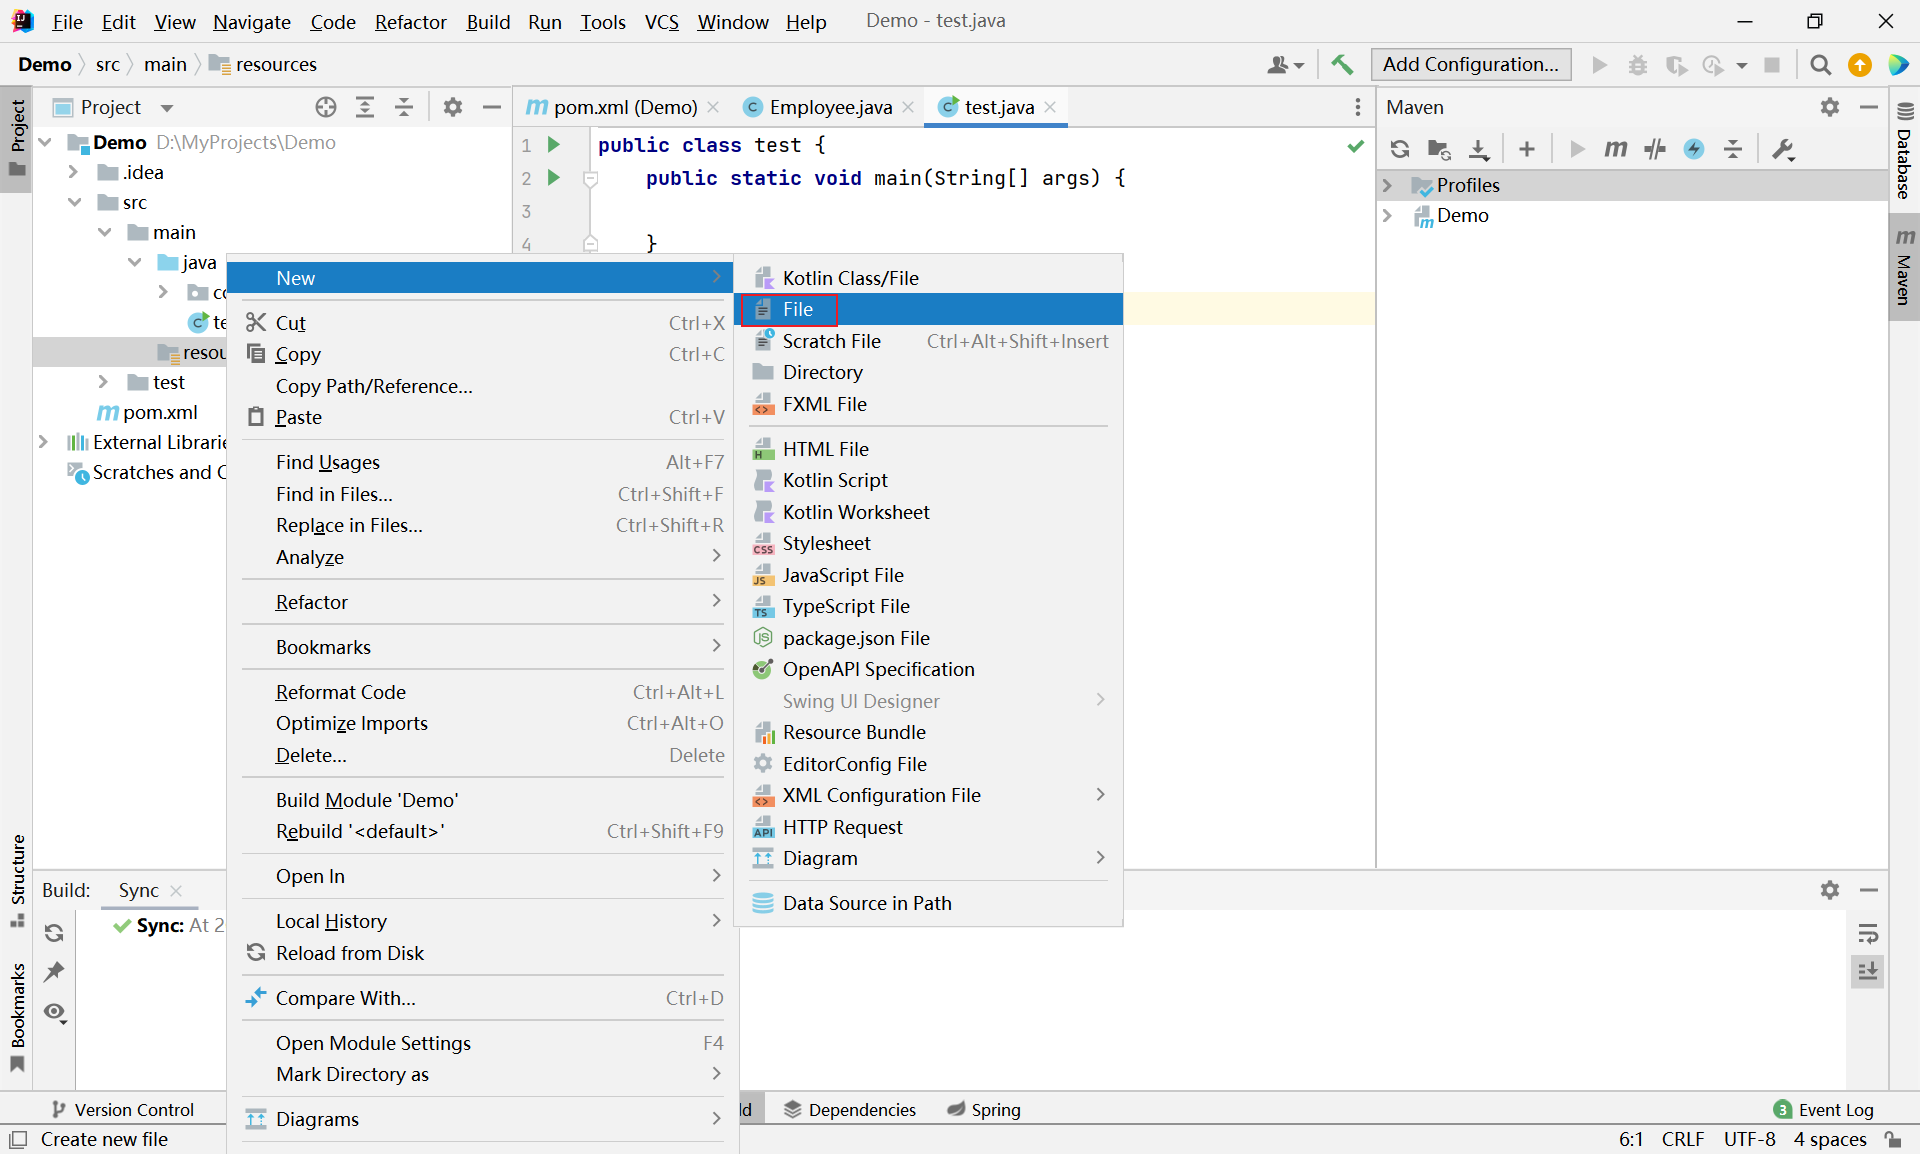 File Edit View Navigate Code Refactor Build Run Tools VCS Window Help Demo - test.java
Demo src main resources Add Configuration...
Project
Project
pom.xml (Demo) Employee.java test.java
Maven
Demo D:\MyProjects\Demo
.idea
src
main
java
resou
test
pom.xml
External Librarie
Scratches and C
1 public class test {
2 public static void main(String[] args) {
3
4 }
Profiles
Demo
Database
Maven
New
Cut Ctrl+X
Copy Ctrl+C
Copy Path/Reference...
Paste Ctrl+V
Find Usages Alt+F7
Find in Files... Ctrl+Shift+F
Replace in Files... Ctrl+Shift+R
Analyze
Refactor
Bookmarks
Reformat Code Ctrl+Alt+L
Optimize Imports Ctrl+Alt+O
Delete... Delete
Build Module 'Demo'
Rebuild '<default>' Ctrl+Shift+F9
Open In
Local History
Reload from Disk
Compare With... Ctrl+D
Open Module Settings F4
Mark Directory as
Diagrams
Kotlin Class/File
File
Scratch File Ctrl+Alt+Shift+Insert
Directory
FXML File
HTML File
Kotlin Script
Kotlin Worksheet
Stylesheet
JavaScript File
TypeScript File
package.json File
OpenAPI Specification
Swing UI Designer
Resource Bundle
EditorConfig File
XML Configuration File
HTTP Request
Diagram
Data Source in Path
Structure
Bookmarks
Build: Sync
Sync: At 2
Version Control ld Dependencies Spring 3 Event Log
Create new file 6:1 CRLF UTF-8 4 spaces